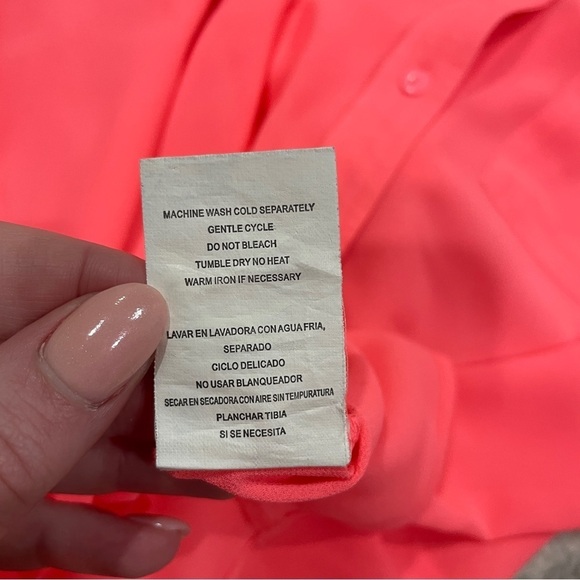 MACHINE WASH COLD SEPARATELY
GENTLE CYCLE
DO NOT BLEACH
TUMBLE DRY NO HEAT
WARM IRON IF NECESSARY
LAVAR EN LAVADORA CON AGUA FRIA,
SEPARADO
CICLO DELICADO
NO USAR BLANQUEADOR
SECAR EN SECADORA CON AIRE SIN TEMPURATURA
PLANCHAR TIBIA
SI SE NECESITA